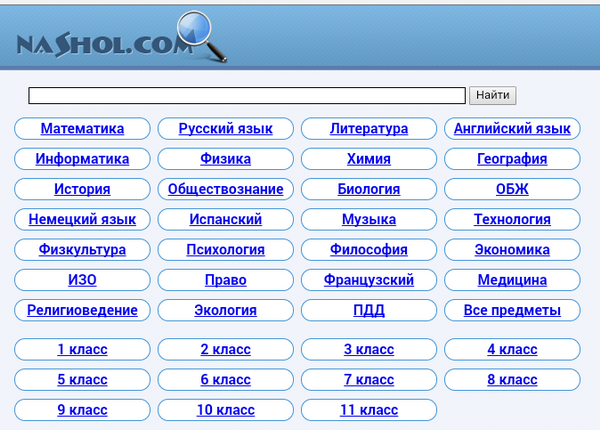 NASHOL.COM
Найти
Математика Русский язык Литература Английский язык
Информатика Физика Химия География
История Обществознание Биология ОБЖ
Немецкий язык Испанский Музыка Технология
Физкультура Психология Философия Экономика
ИЗО Право Французский Медицина
Религиоведение Экология ПДД Все предметы
1 класс 2 класс 3 класс 4 класс
5 класс 6 класс 7 класс 8 класс
9 класс 10 класс 11 класс